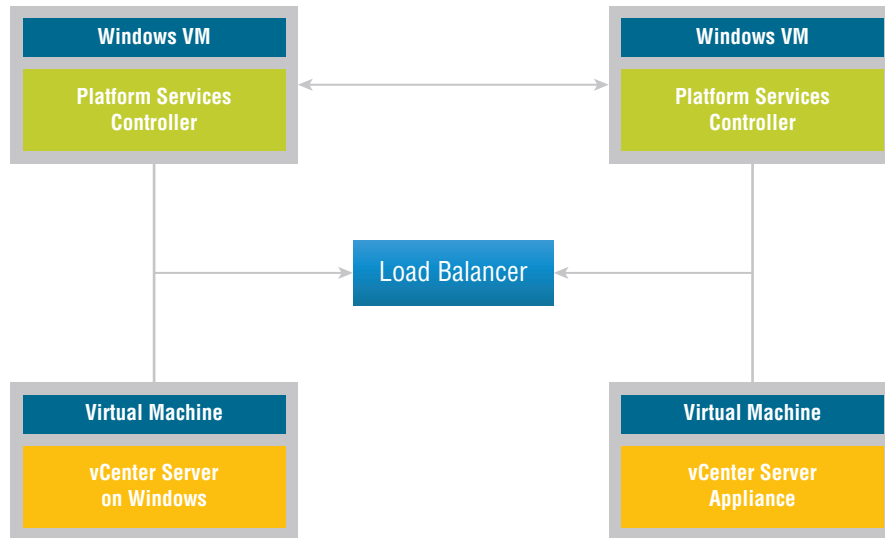 Windows VM
Platform Services
Controller
Windows VM
Platform Services
Controller
Load Balancer
Virtual Machine
vCenter Server
on Windows
Virtual Machine
vCenter Server
Appliance